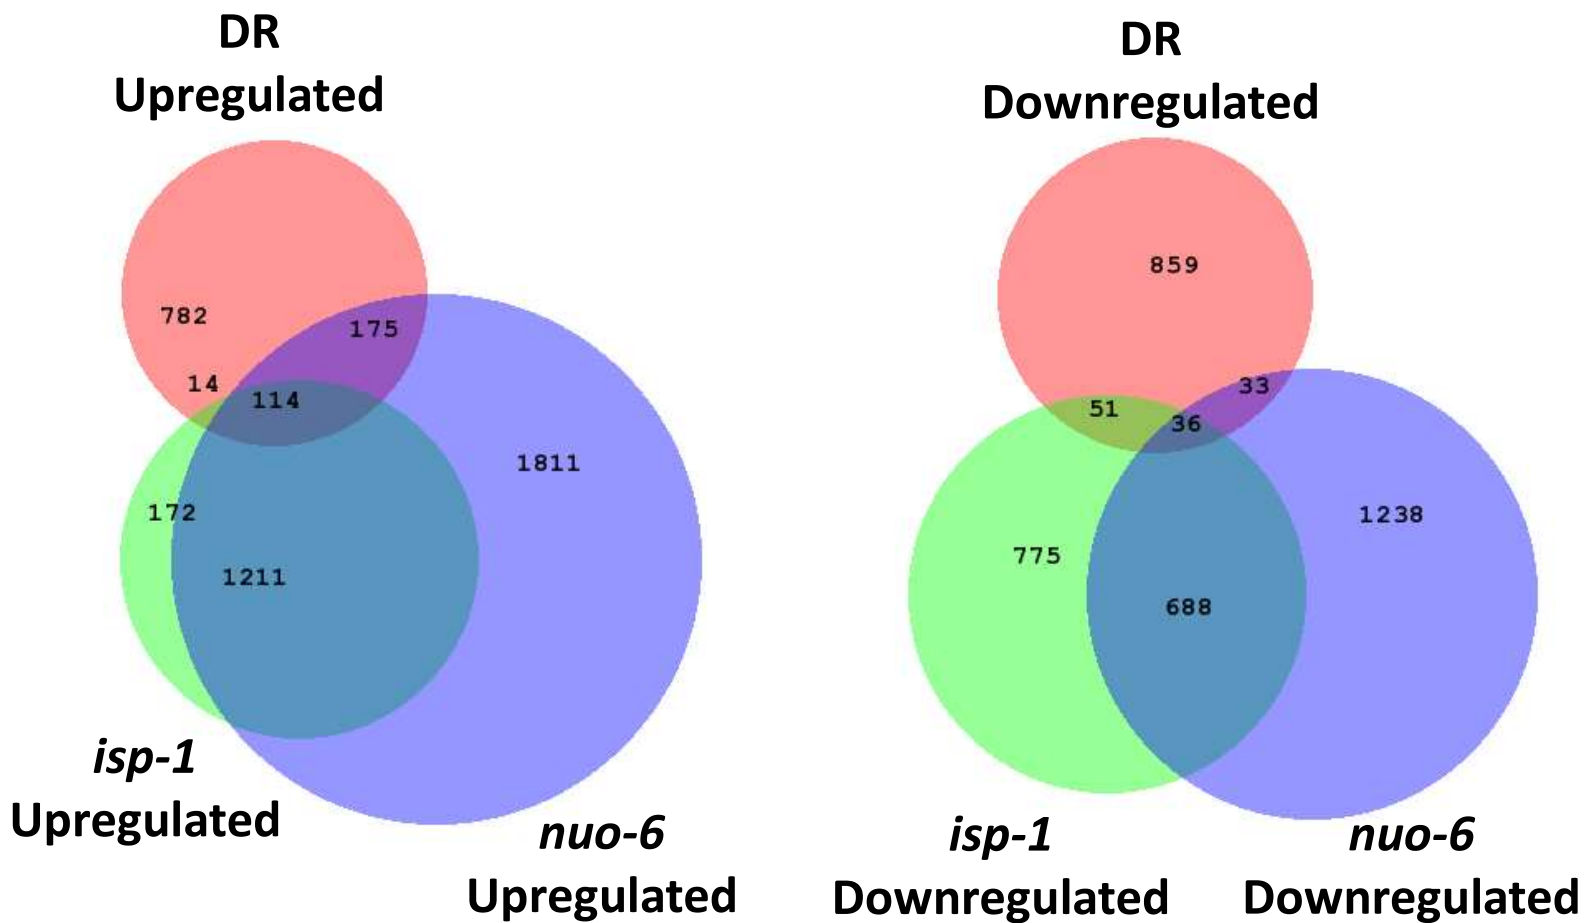 DR
Upregulated
782
175
14
114
1811
172
1211
isp-1
Upregulated
nuo-6
Upregulated
DR
Downregulated
859
33
51
36
1238
775
688
isp-1
Downregulated
nuo-6
Downregulated